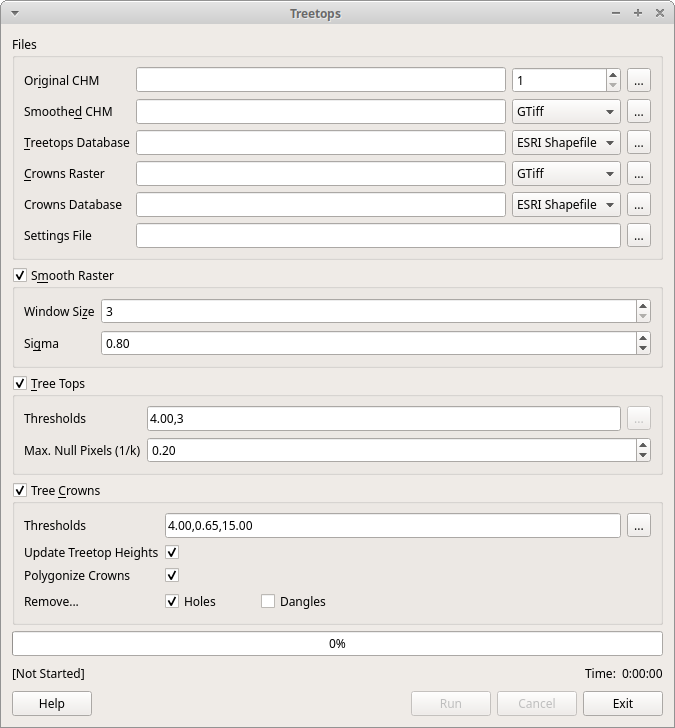 Treetops
Files
Original CHM 1 ...
Smoothed CHM GTiff ...
Treetops Database ESRI Shapefile ...
Crowns Raster GTiff ...
Crowns Database ESRI Shapefile ...
Settings File ...
Smooth Raster
Window Size 3
Sigma 0.80
Tree Tops
Thresholds 4.00,3 ...
Max. Null Pixels (1/k) 0.20
Tree Crowns
Thresholds 4.00,0.65,15.00 ...
Update Treetop Heights
Polygonize Crowns
Remove... Holes Dangles
0%
[Not Started] Time: 0:00:00
Help Run Cancel Exit